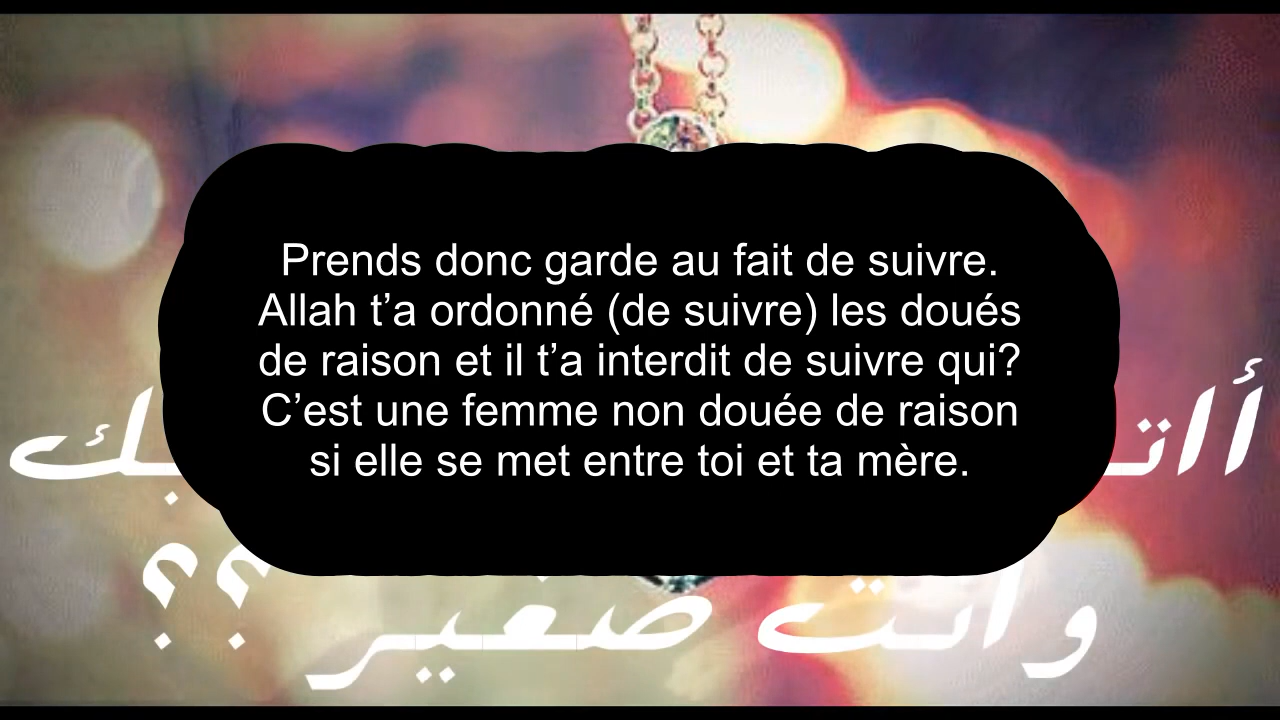 Prends donc garde au fait de suivre.
Allah t’a ordonné (de suivre) les doués
de raison et il t’a interdit de suivre qui?
C’est une femme non douée de raison
si elle se met entre toi et ta mère.
وانت صغير ؟؟